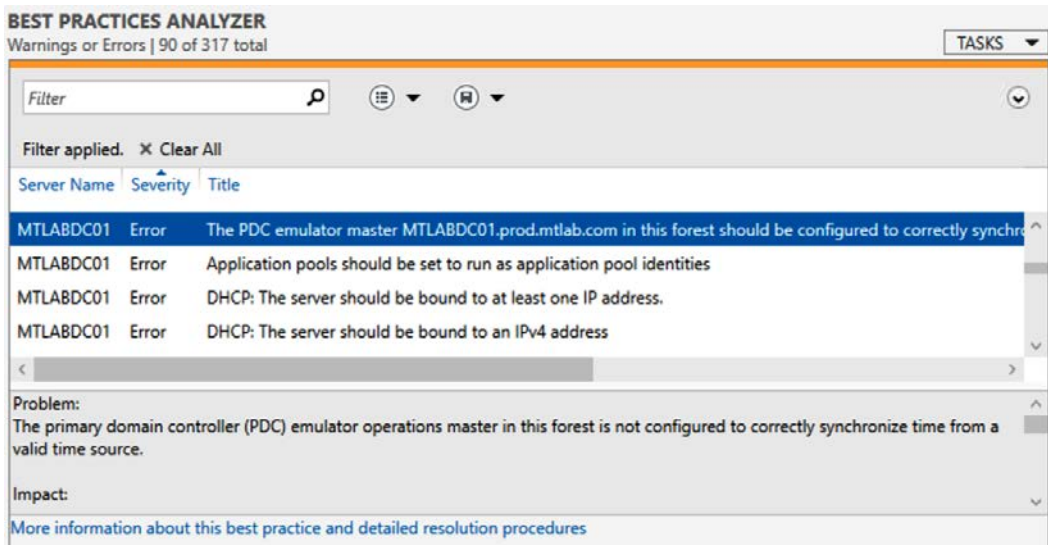 BEST PRACTICES ANALYZER
Warnings or Errors | 90 of 317 total
TASKS
Filter
Filter applied. × Clear All
Server Name Severity Title
MTLABDC01 Error The PDC emulator master MTLABDC01.prod.mtlab.com in this forest should be configured to correctly synchro
MTLABDC01 Error Application pools should be set to run as application pool identities
MTLABDC01 Error DHCP: The server should be bound to at least one IP address.
MTLABDC01 Error DHCP: The server should be bound to an IPv4 address
Problem:
The primary domain controller (PDC) emulator operations master in this forest is not configured to correctly synchronize time from a
valid time source.
Impact:
More information about this best practice and detailed resolution procedures